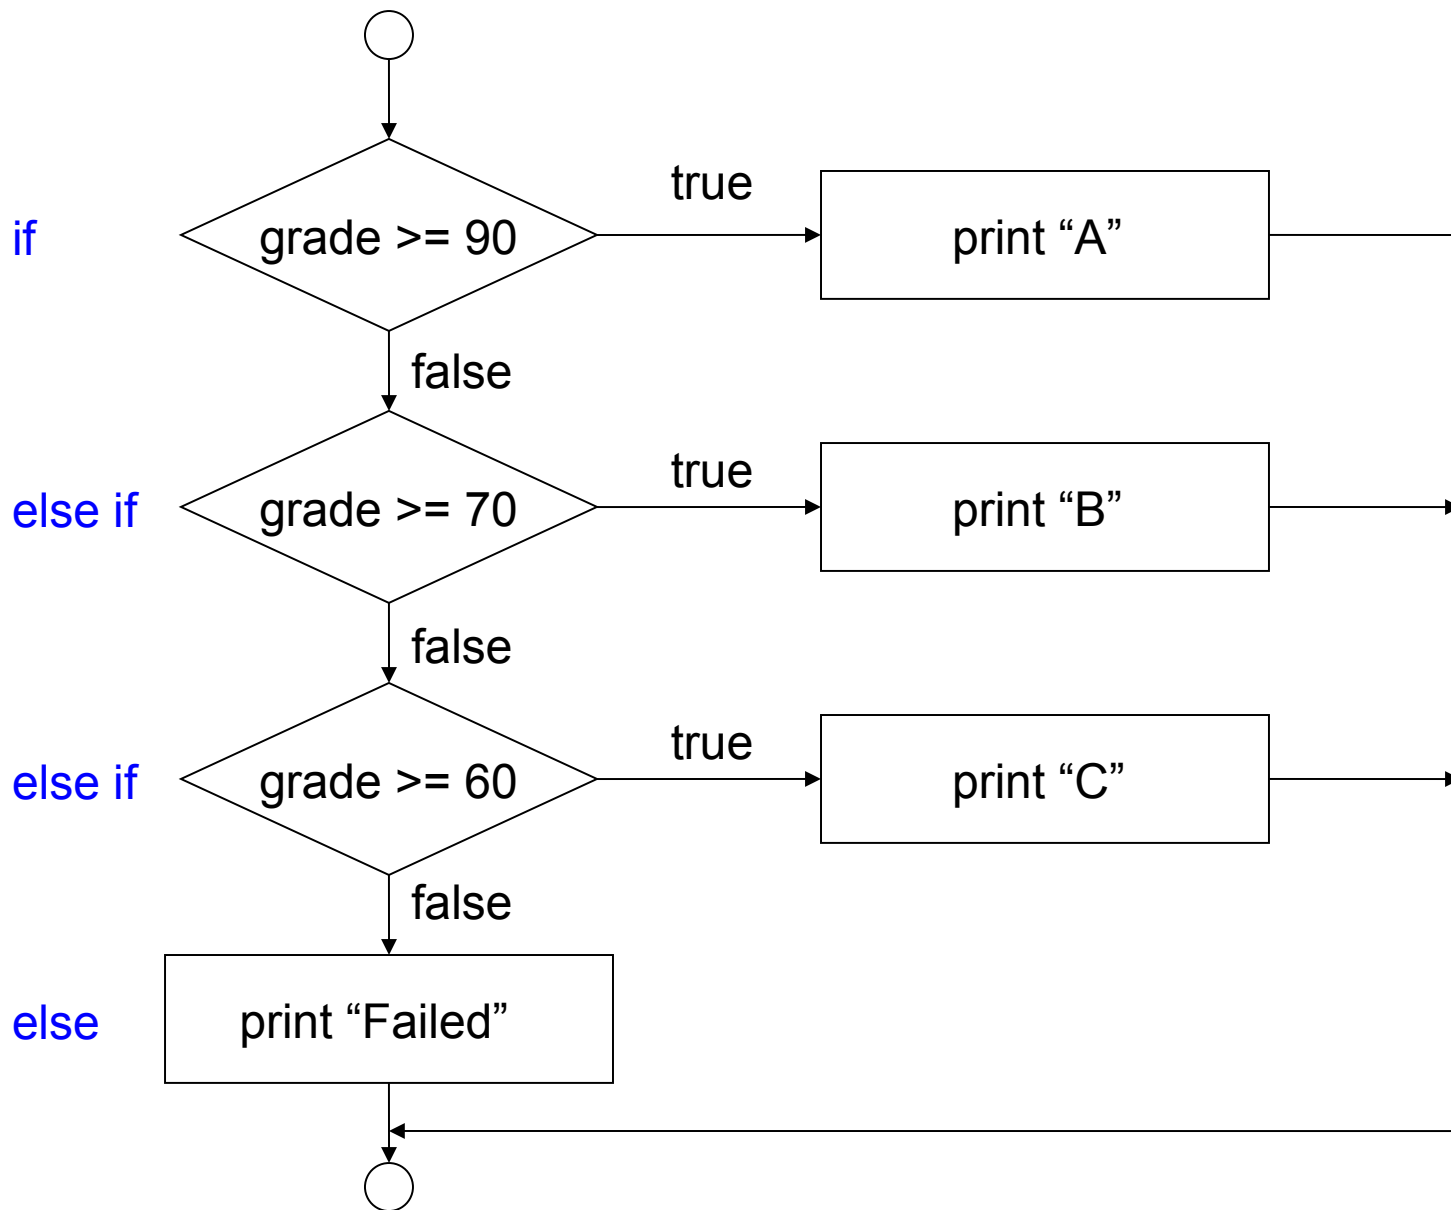 true
if
grade >= 90
print “A”
false
true
else if
grade >= 70
print “B”
false
true
else if
grade >= 60
print “C”
false
else
print “Failed”